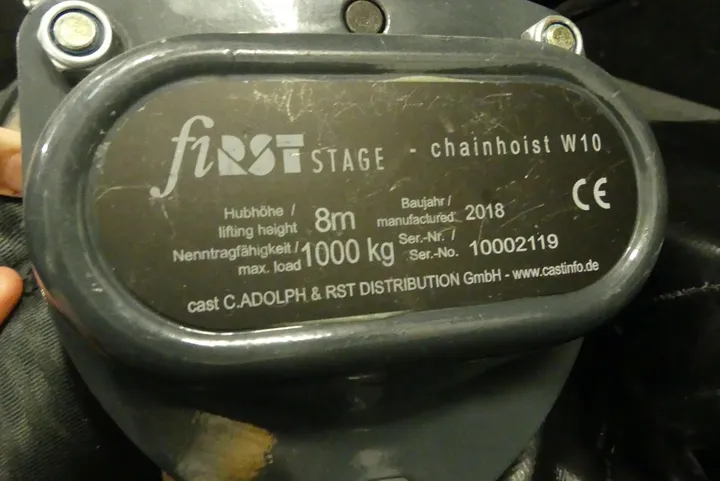 fiRST STAGE - chainhoist W10
Hubhöhe / lifting height 8m Baujahr / manufactured: 2018
Nenntragfähigkeit / max. load 1000 kg Ser.-Nr. / Ser.-No. 10002119
CE
cast C.ADOLPH & RST DISTRIBUTION GmbH - www.castinfo.de